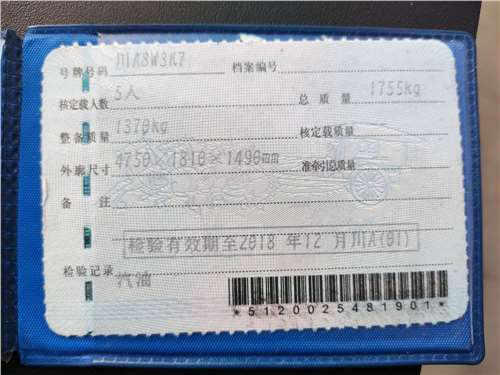 号牌号码 川A8W3K7 档案编号
核定载人数 5人 总质量 1755kg
整备质量 1370kg 核定载质量
外廓尺寸 4750×1810×1490mm 准牵引总质量
备注
检验有效期至2018 年12 月川A(01)
检验记录 汽油
*5120025481901*